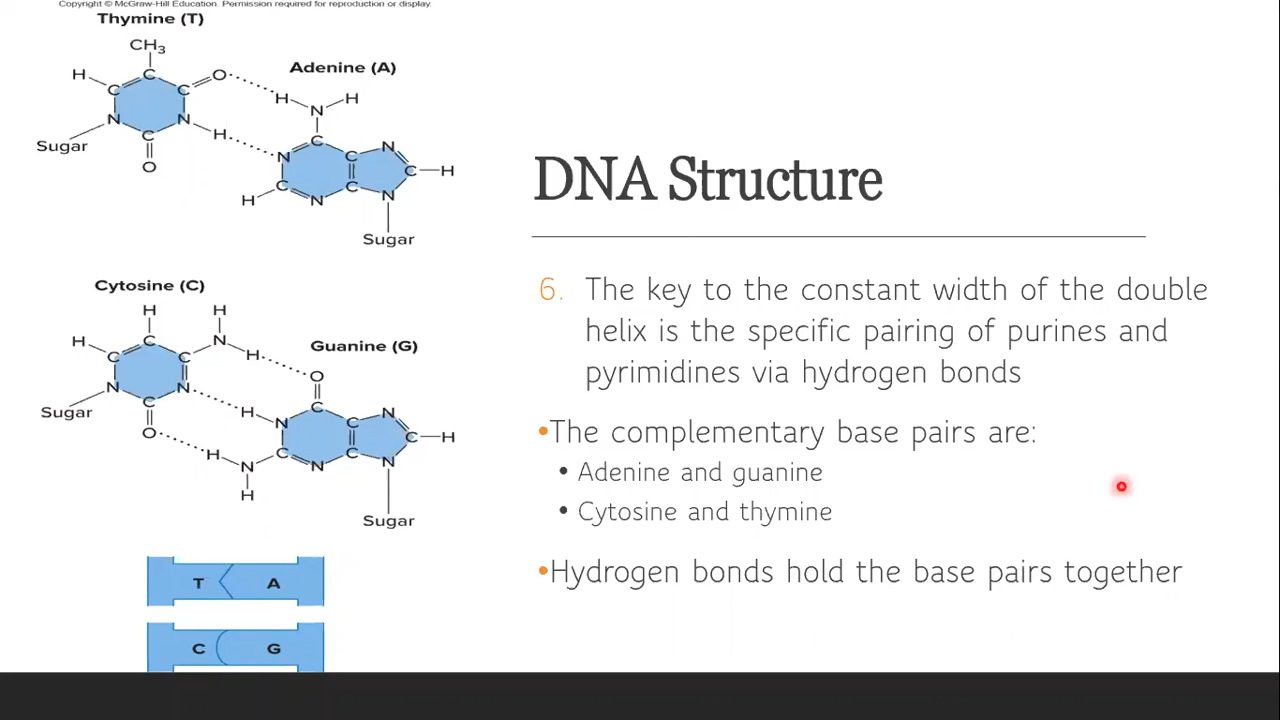 Copyright © McGraw-Hill Education. Permission required for reproduction or display.
Thymine (T)
CH3
H
C
C
O
C
N
N
H
C
O
Sugar
Adenine (A)
H
H
N
C
N
N
C
C
H
C
C
H
N
N
Sugar
Cytosine (C)
H
H
H
C
N
H
C
C
N
N
C
O
Sugar
Guanine (G)
O
C
N
H
N
C
C
H
H
C
C
N
N
N
H
Sugar
T
A
C
G
DNA Structure
6. The key to the constant width of the double
helix is the specific pairing of purines and
pyrimidines via hydrogen bonds
•The complementary base pairs are:
• Adenine and guanine
• Cytosine and thymine
•Hydrogen bonds hold the base pairs together